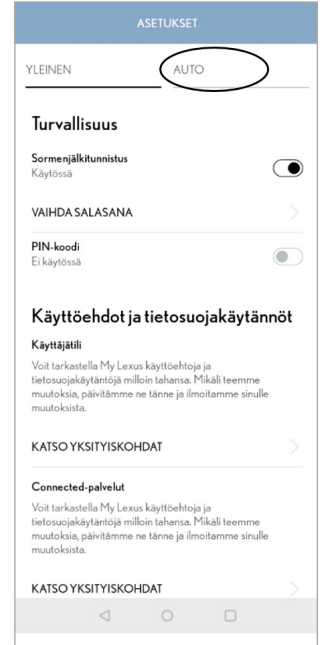 ASETUKSET
YLEINEN AUTO
Turvallisuus
Sormenjälkitunnistus
Käytössä
VAIHDA SALASANA
PIN-koodi
Ei käytössä
Käyttöehdot ja tietosuojakäytännöt
Käyttäjätili
Voit tarkastella My Lexus käyttöehtoja ja
tietosuojakäytäntöjä milloin tahansa. Mikäli teemme
muutoksia, päivitämme ne tänne ja ilmoitamme sinulle
muutoksista.
KATSO YKSITYISKOHDAT
Connected-palvelut
Voit tarkastella My Lexus käyttöehtoja ja
tietosuojakäytäntöjä milloin tahansa. Mikäli teemme
muutoksia, päivitämme ne tänne ja ilmoitamme sinulle
muutoksista.
KATSO YKSITYISKOHDAT